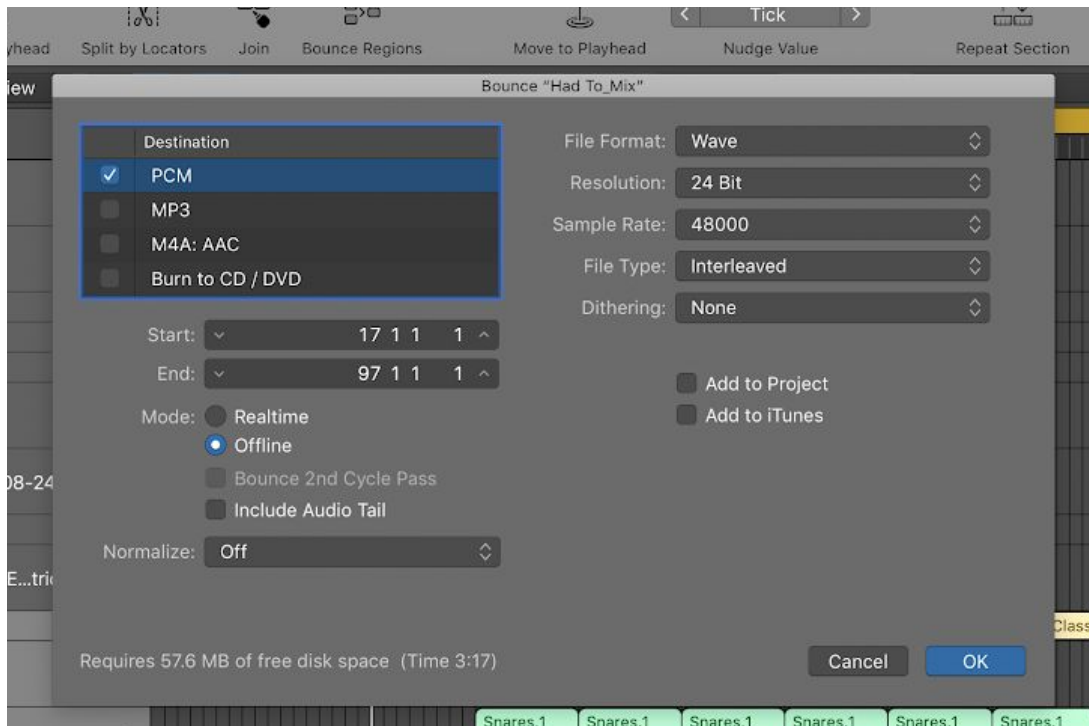 Tick
yhead Split by Locators Join Bounce Regions Move to Playhead Nudge Value Repeat Section
iew
Bounce "Had To_Mix"
Destination
PCM
MP3
M4A: AAC
Burn to CD / DVD
File Format: Wave
Resolution: 24 Bit
Sample Rate: 48000
File Type: Interleaved
Dithering: None
Start: 17 1 1 1
End: 97 1 1 1
Mode: Realtime
Offline
Bounce 2nd Cycle Pass
Include Audio Tail
Add to Project
Add to iTunes
08-24
Normalize: Off
E...tri
Class
Requires 57.6 MB of free disk space (Time 3:17)
Cancel OK
Snares.1 Snares.1 Snares.1 Snares.1 Snares.1 Snares.1